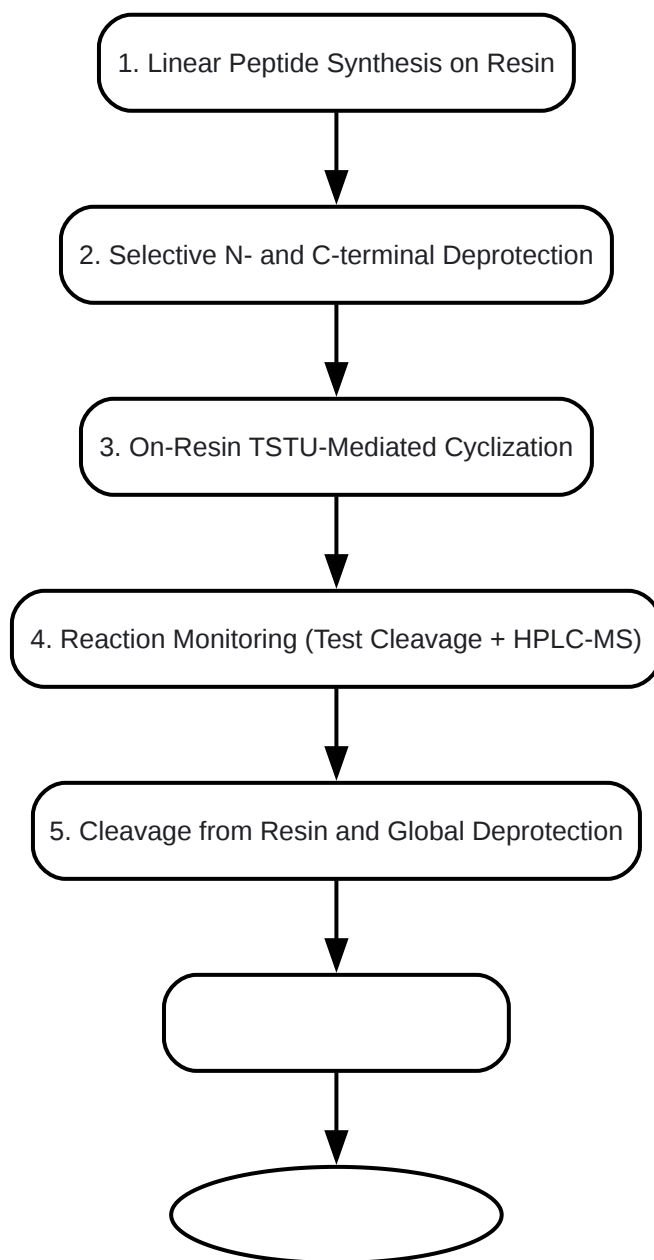 1. Linear Peptide Synthesis on Resin
2. Selective N- and C-terminal Deprotection
3. On-Resin TSTU-Mediated Cyclization
4. Reaction Monitoring (Test Cleavage + HPLC-MS)
5. Cleavage from Resin and Global Deprotection